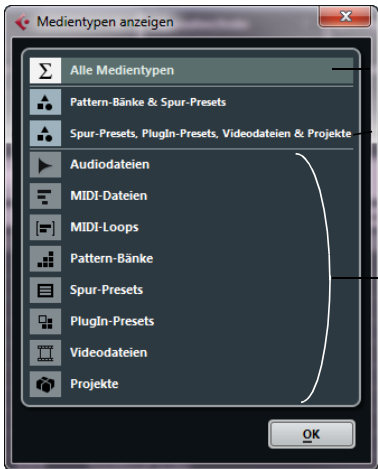 Medientypen anzeigen
Σ Alle Medientypen
Pattern-Bänke & Spur-Presets
Spur-Presets, PlugIn-Presets, Videodateien & Projekte
Audiodateien
MIDI-Dateien
MIDI-Loops
Pattern-Bänke
Spur-Presets
PlugIn-Presets
Videodateien
Projekte
OK